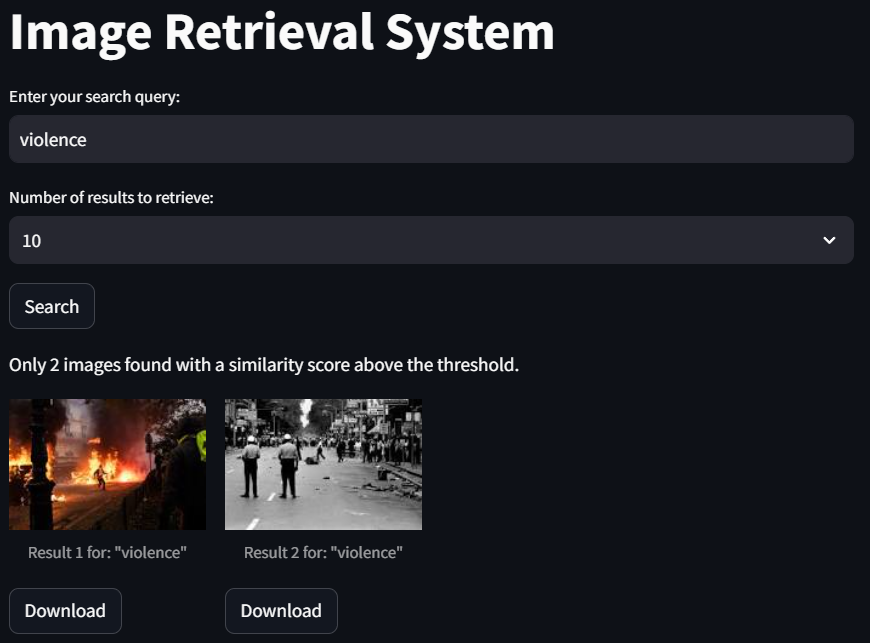 Image Retrieval System
Enter your search query:
violence
Number of results to retrieve:
10
Search
Only 2 images found with a similarity score above the threshold.
Result 1 for: "violence"
Result 2 for: "violence"
Download
Download